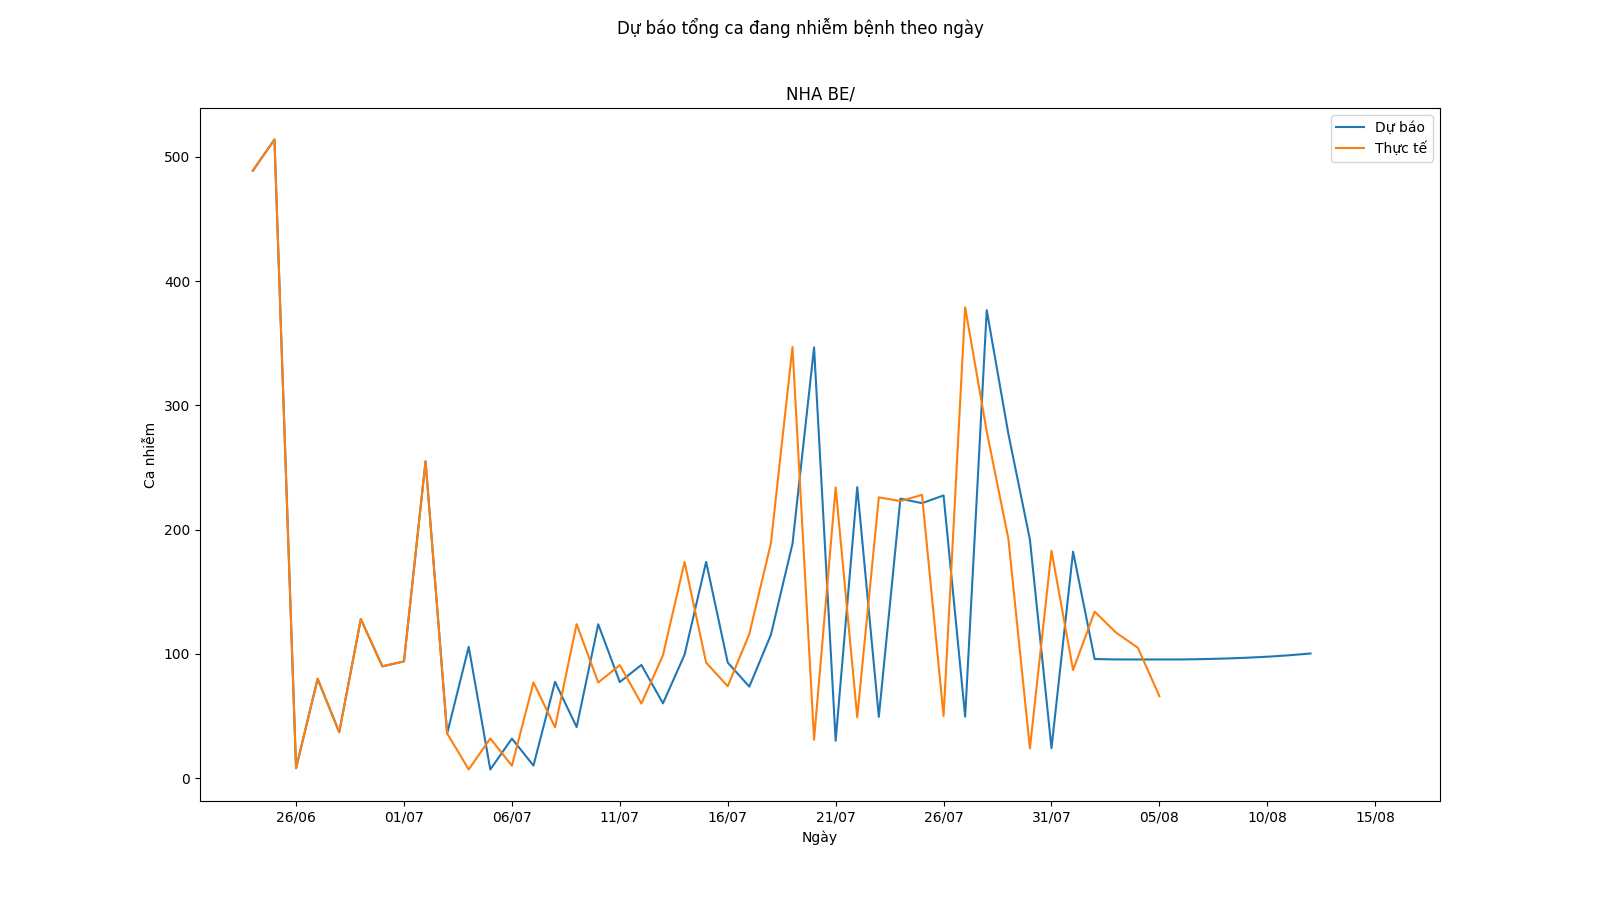 Dự báo tổng ca đang nhiễm bệnh theo ngày
NHA BE/
Dự báo
Thực tế
500
400
300
200
100
0
Ca nhiễm
26/06 01/07 06/07 11/07 16/07 21/07 26/07 31/07 05/08 10/08 15/08
Ngày